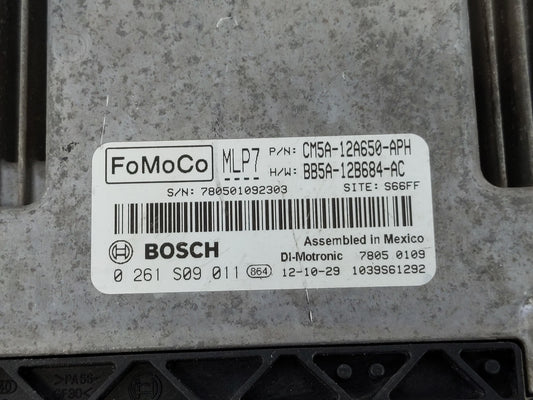 FoMoCo
MLP7
P/N: CM5A-12A650-APH
H/W: BB5A-12B684-AC
S/N: 780501092303 SITE: S66FF
BOSCH
Assembled in Mexico
DI-Motronic 7805 0109
0 261 S09 011 864 12-10-29 1039S61292
>PA66-